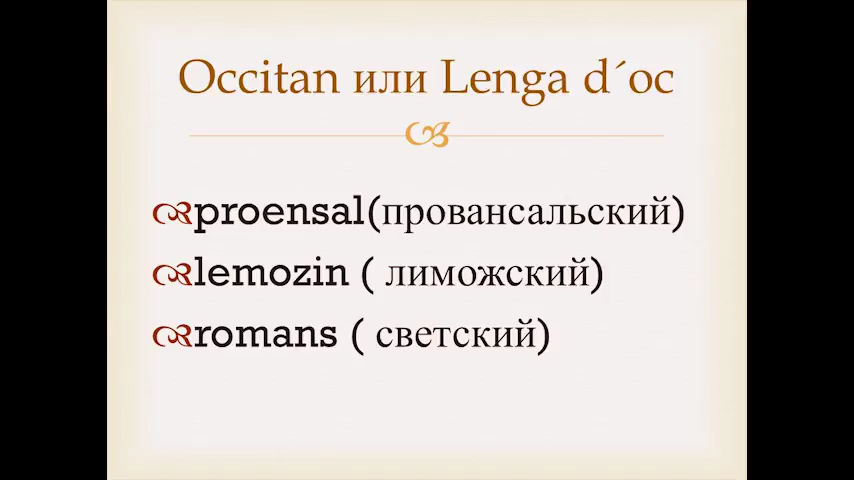 Occitan или Lenga d´oc
proensal(провансальский)
lemozin ( лиможский)
romans ( светский)